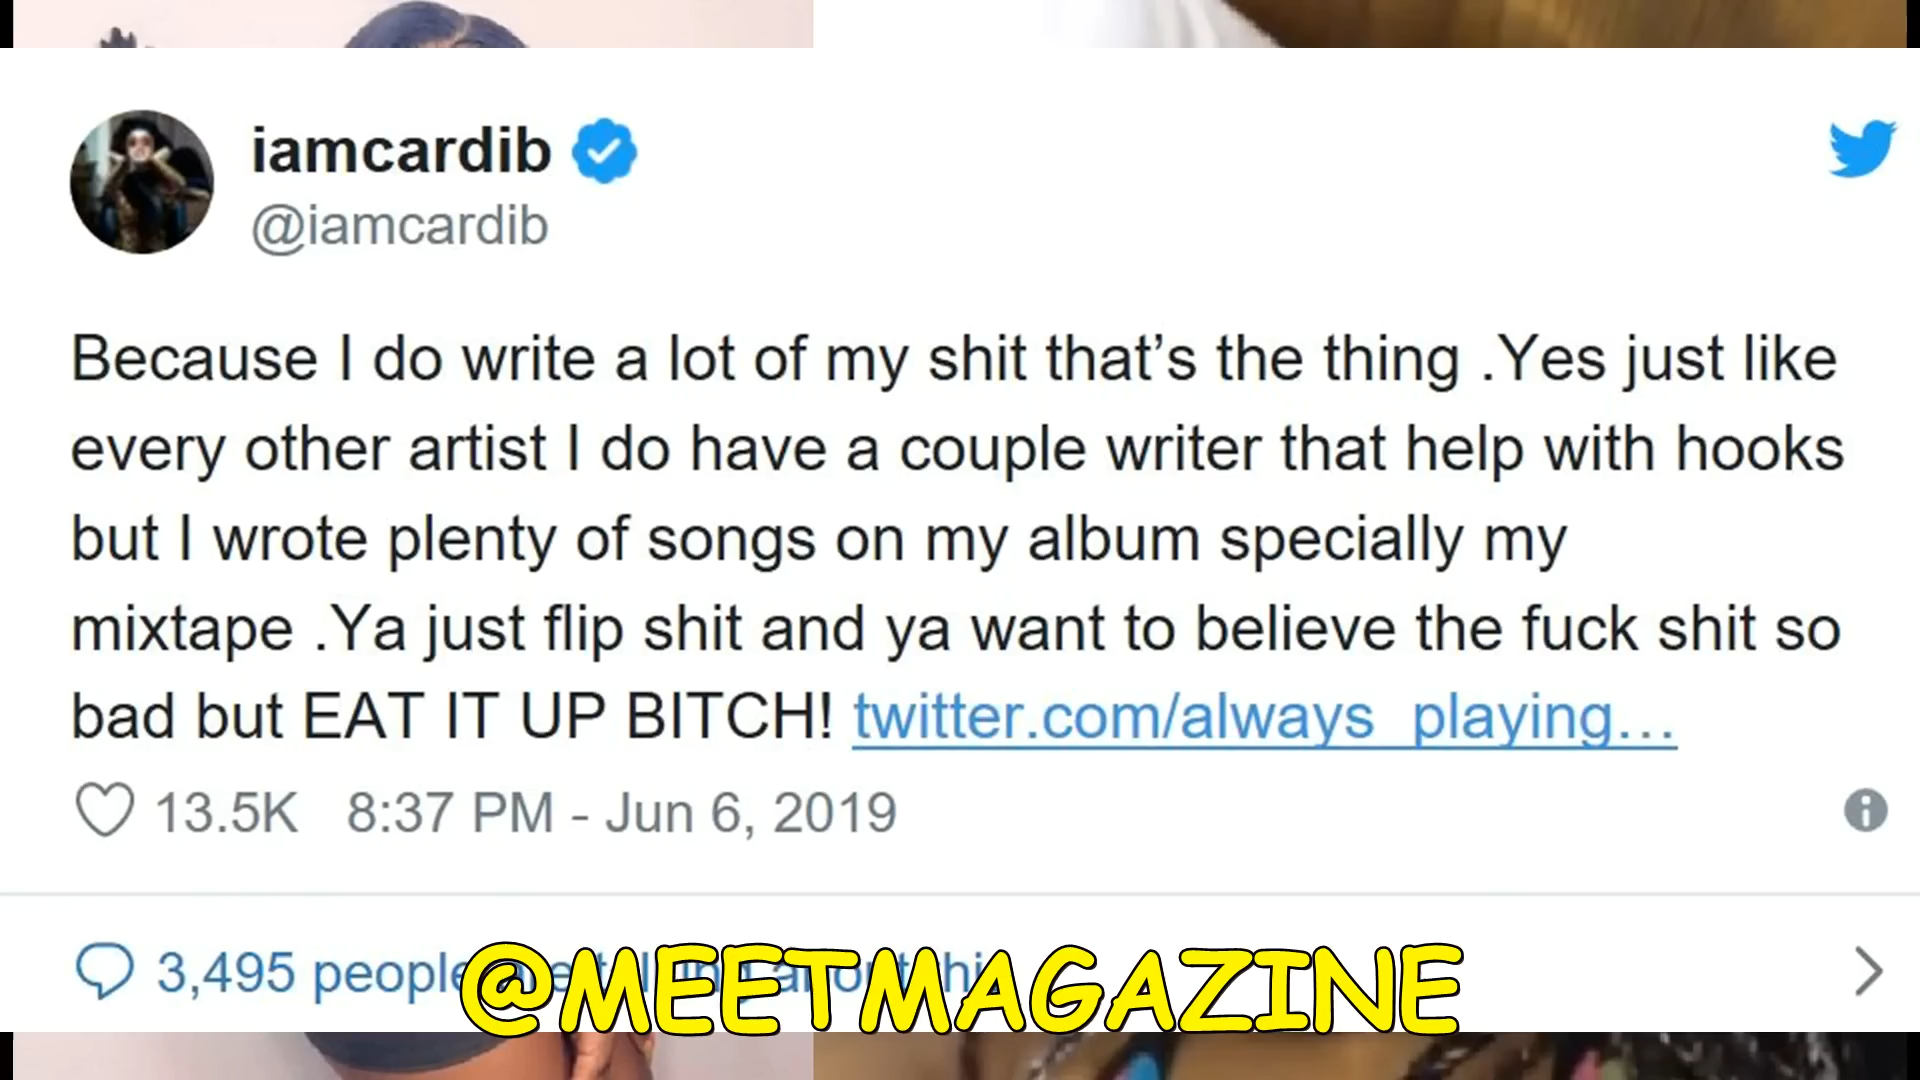 iamcardib
@iamcardib
Because I do write a lot of my shit that’s the thing .Yes just like
every other artist I do have a couple writer that help with hooks
but I wrote plenty of songs on my album specially my
mixtape .Ya just flip shit and ya want to believe the fuck shit so
bad but EAT IT UP BITCH! twitter.com/always_playing…
13.5K 8:37 PM - Jun 6, 2019
3,495 people
@MEETMAGAZINE